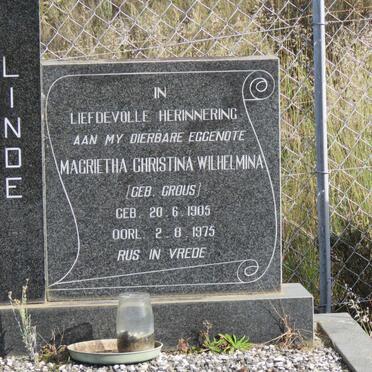 LINDE
IN
LIEFDEVOLLE HERINNERING
AAN MY DIERBARE EGGENOTE
MAGRIETHA CHRISTINA WILHELMINA
(GEB. GROUS)
GEB. 20·6·1905
OORL. 2·8·1975
RUS IN VREDE